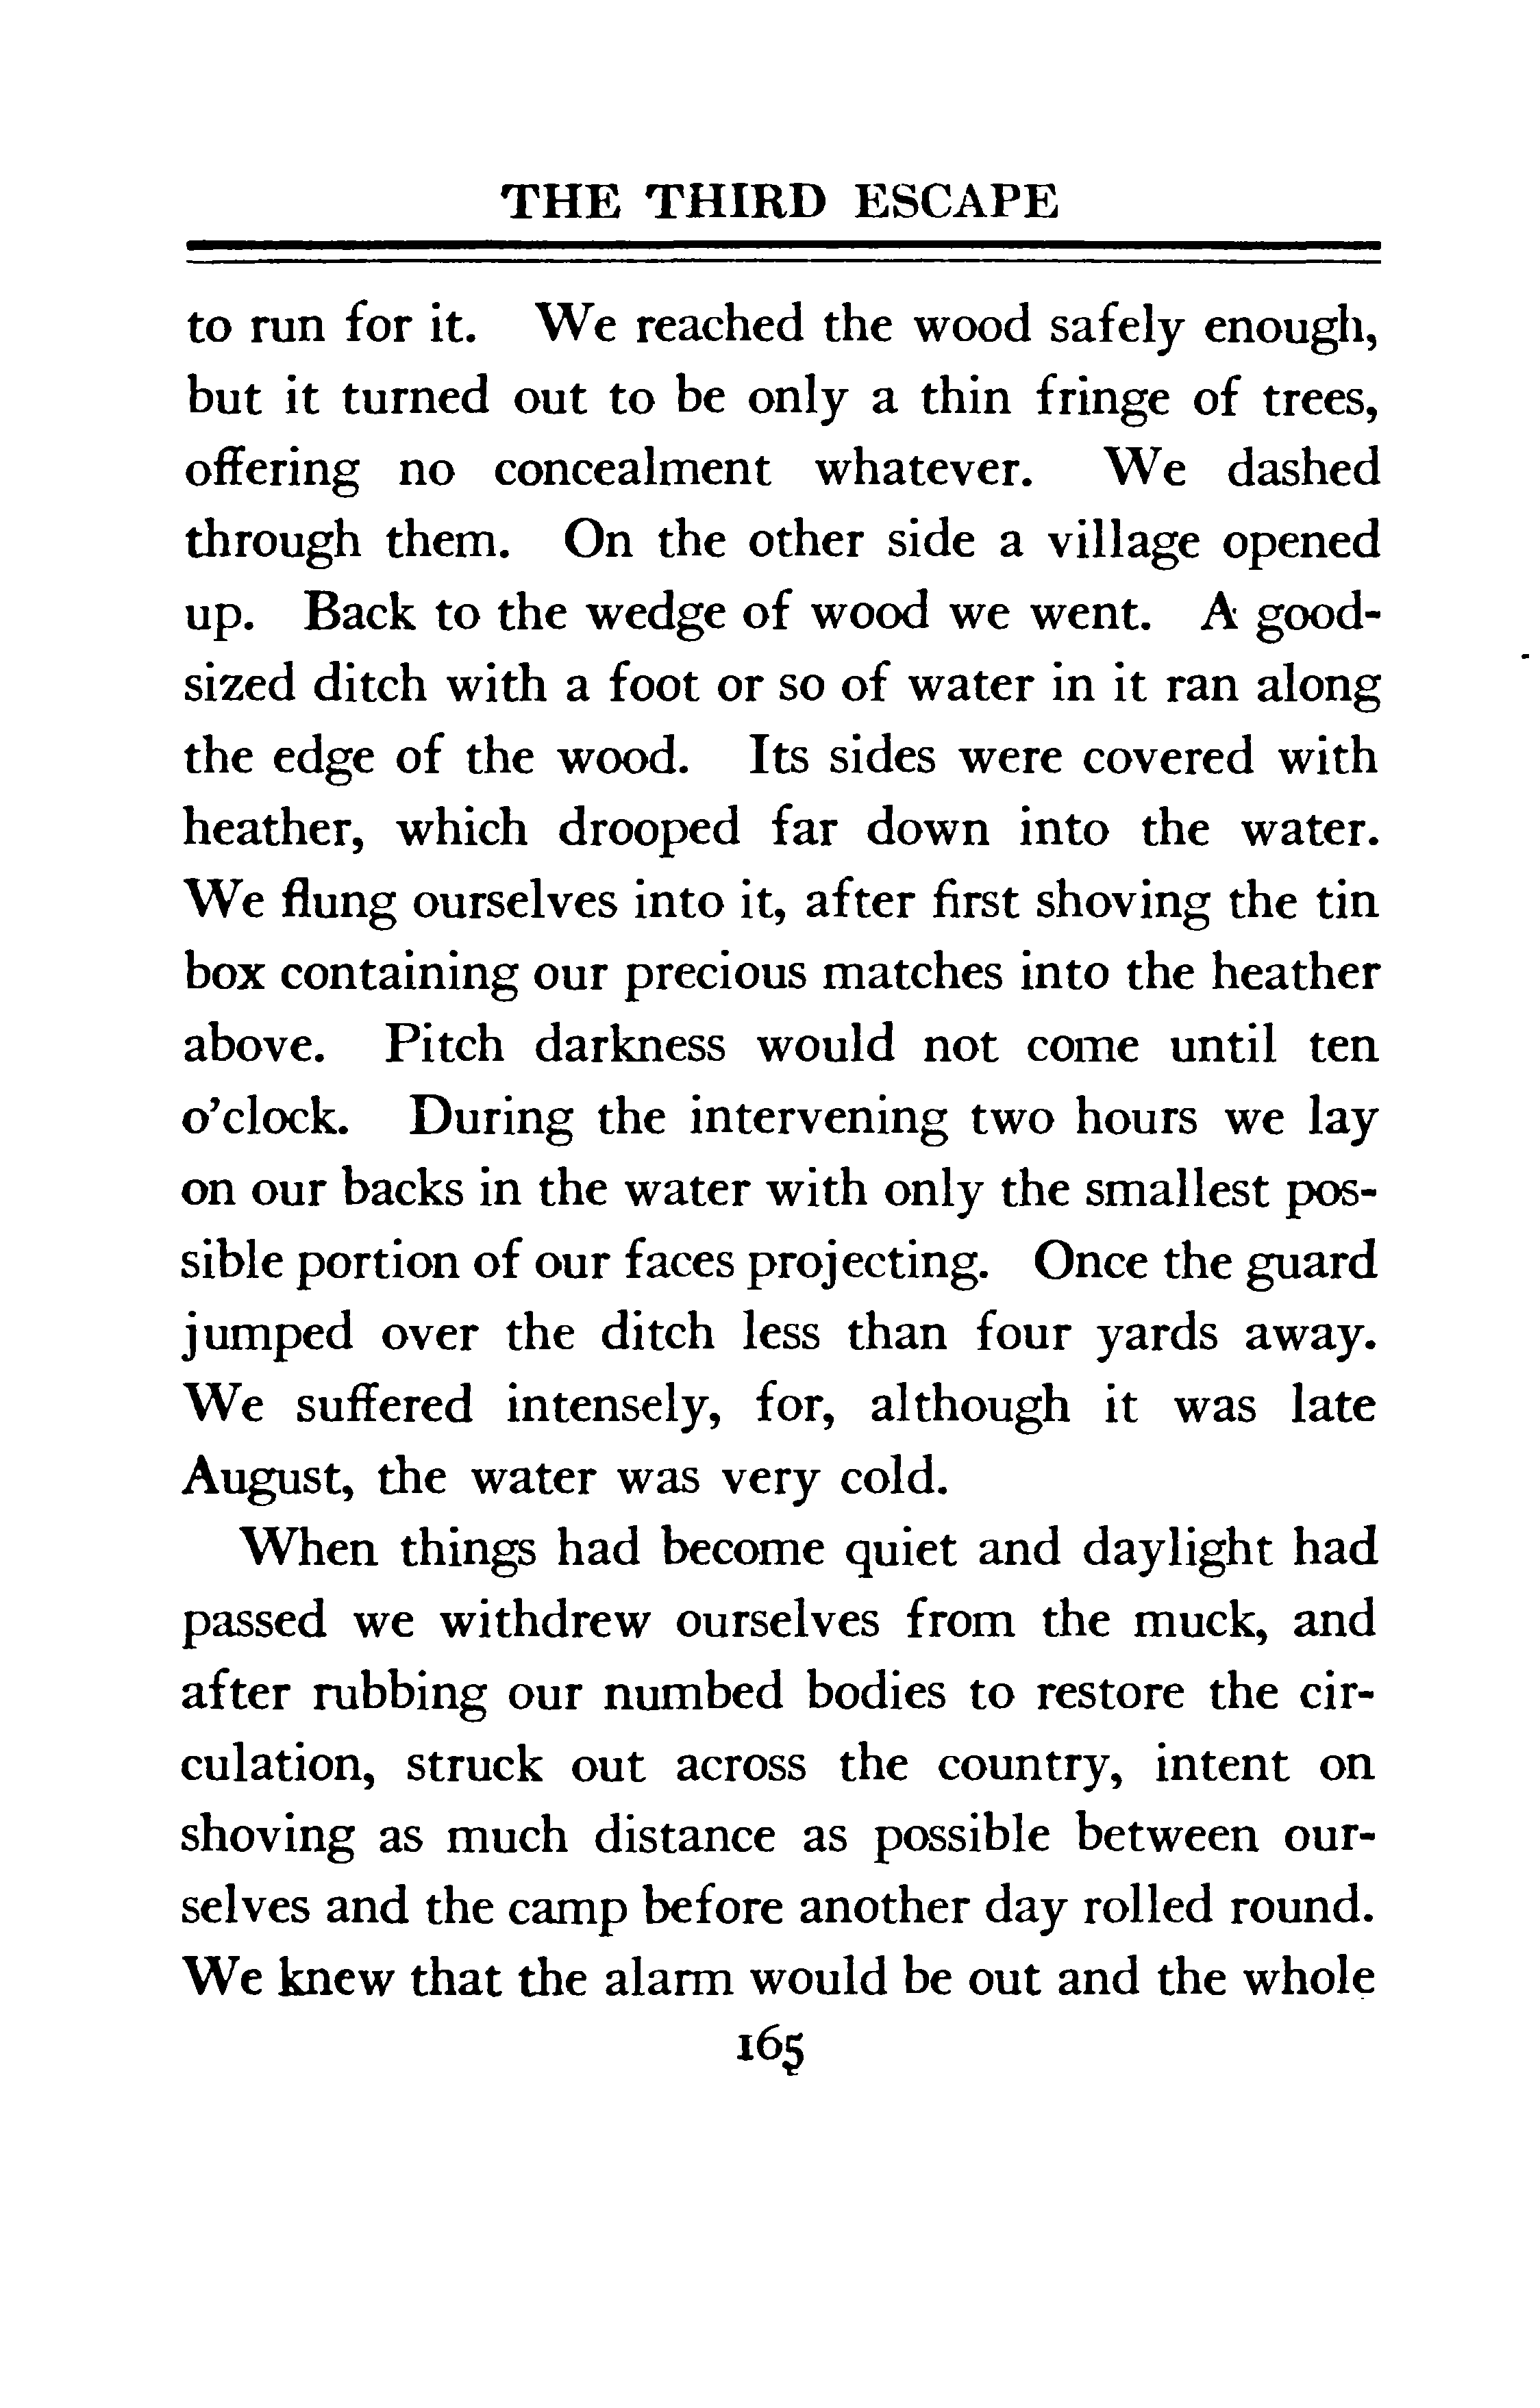 THE THIRD ESCAPE
to run for it. We reached the wood safely enough,
but it turned out to be only a thin fringe of trees,
offering no concealment whatever. We dashed
through them. On the other side a village opened
up. Back to the wedge of wood we went. A good-
sized ditch with a foot or so of water in it ran along
the edge of the wood. Its sides were covered with
heather, which drooped far down into the water.
We flung ourselves into it, after first shoving the tin
box containing our precious matches into the heather
above. Pitch darkness would not come until ten
o'clock. During the intervening two hours we lay
on our backs in the water with only the smallest pos-
sible portion of our faces projecting. Once the guard
jumped over the ditch less than four yards away.
We suffered intensely, for, although it was late
August, the water was very cold.
When things had become quiet and daylight had
passed we withdrew ourselves from the muck, and
after rubbing our numbed bodies to restore the cir-
culation, struck out across the country, intent on
shoving as much distance as possible between our-
selves and the camp before another day rolled round.
We knew that the alarm would be out and the whole
165